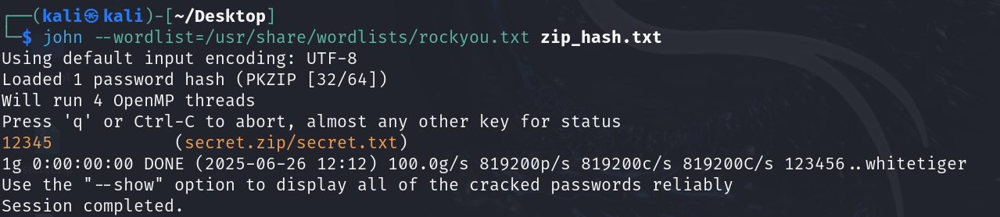 ┌──(kali㉿kali)-[~/Desktop]
└─$ john --wordlist=/usr/share/wordlists/rockyou.txt zip_hash.txt
Using default input encoding: UTF-8
Loaded 1 password hash (PKZIP [32/64])
Will run 4 OpenMP threads
Press 'q' or Ctrl-C to abort, almost any other key for status
12345            (secret.zip/secret.txt)
1g 0:00:00:00 DONE (2025-06-26 12:12) 100.0g/s 819200p/s 819200c/s 819200C/s 123456..whitetiger
Use the "--show" option to display all of the cracked passwords reliably
Session completed.